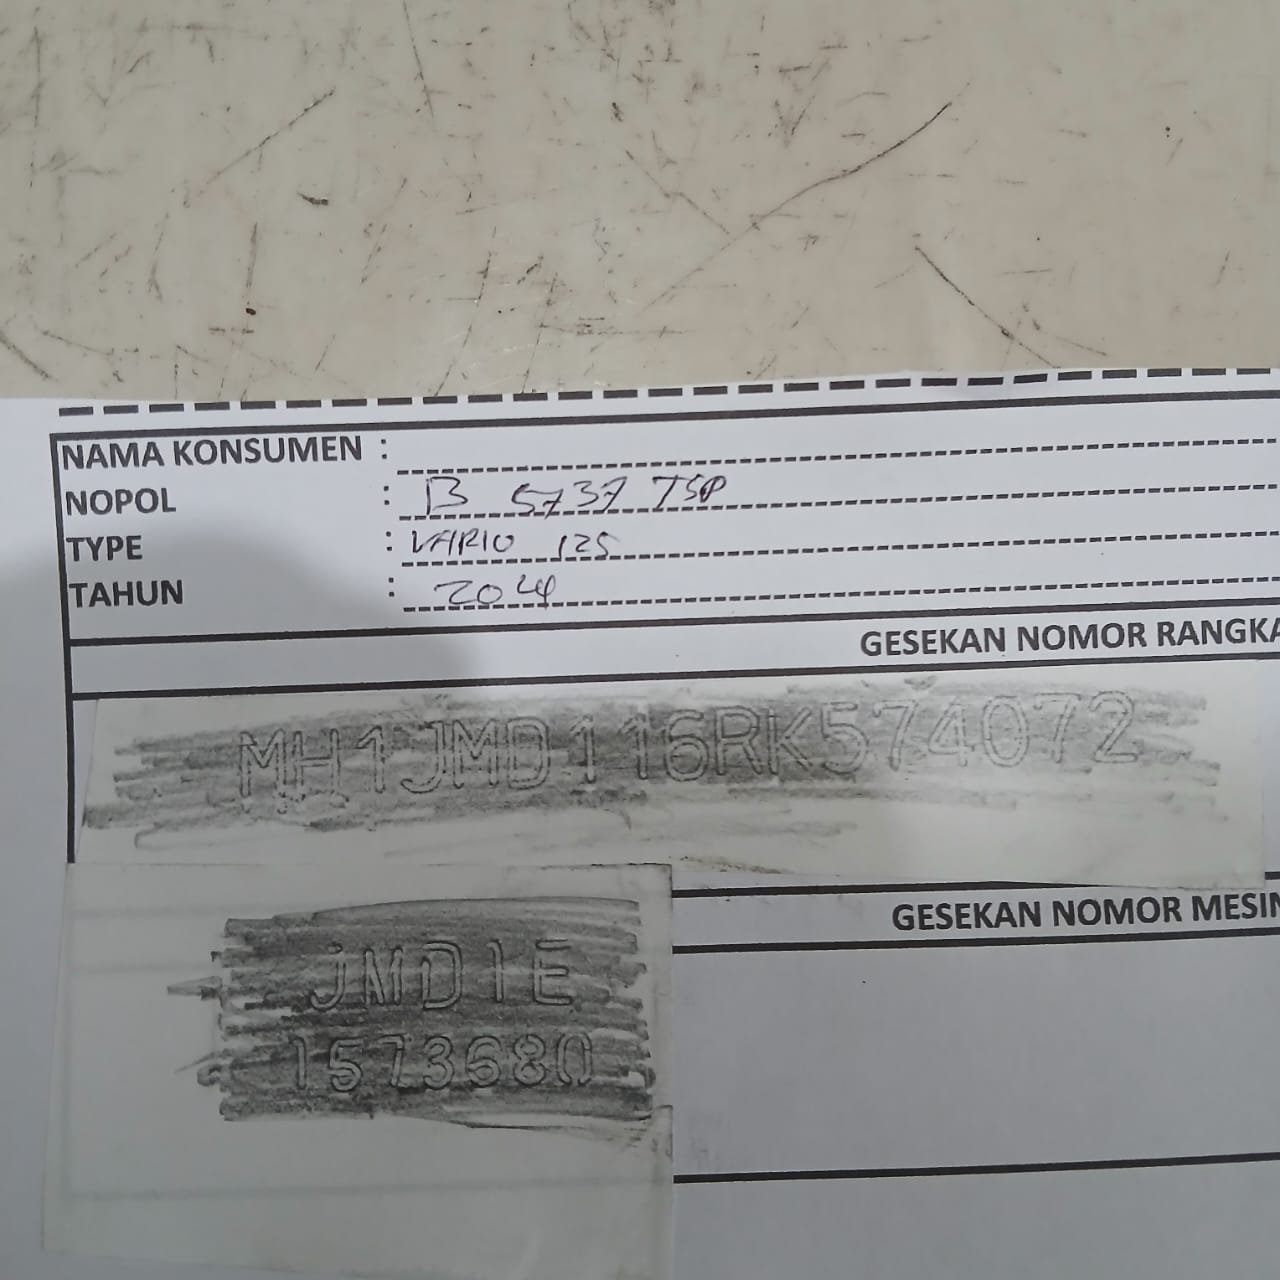 NAMA KONSUMEN :
NOPOL : B 5737 TSP
TYPE : VARIO 125
TAHUN : 2024
GESEKAN NOMOR RANGKA
MH1JMD116RK574072
GESEKAN NOMOR MESIN
JMD1E
1573680